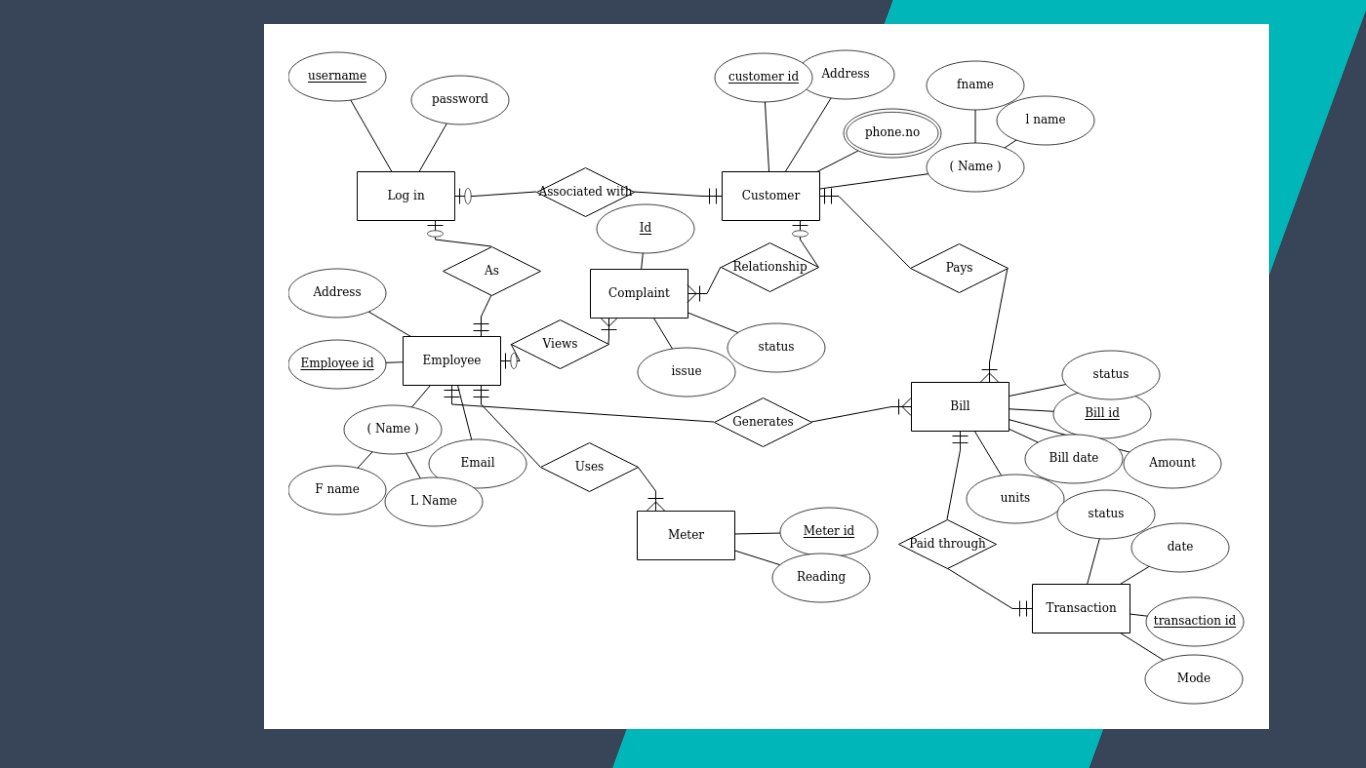 username
password
customer id
Address
fname
l name
phone.no
( Name )
Log in
Associated with
Customer
Id
As
Relationship
Pays
Address
Complaint
Employee id
Employee
Views
status
issue
status
Bill id
Bill
Generates
( Name )
Bill date
Amount
Email
Uses
F name
L Name
units
status
Meter
Meter id
Reading
Paid through
date
Transaction
transaction id
Mode